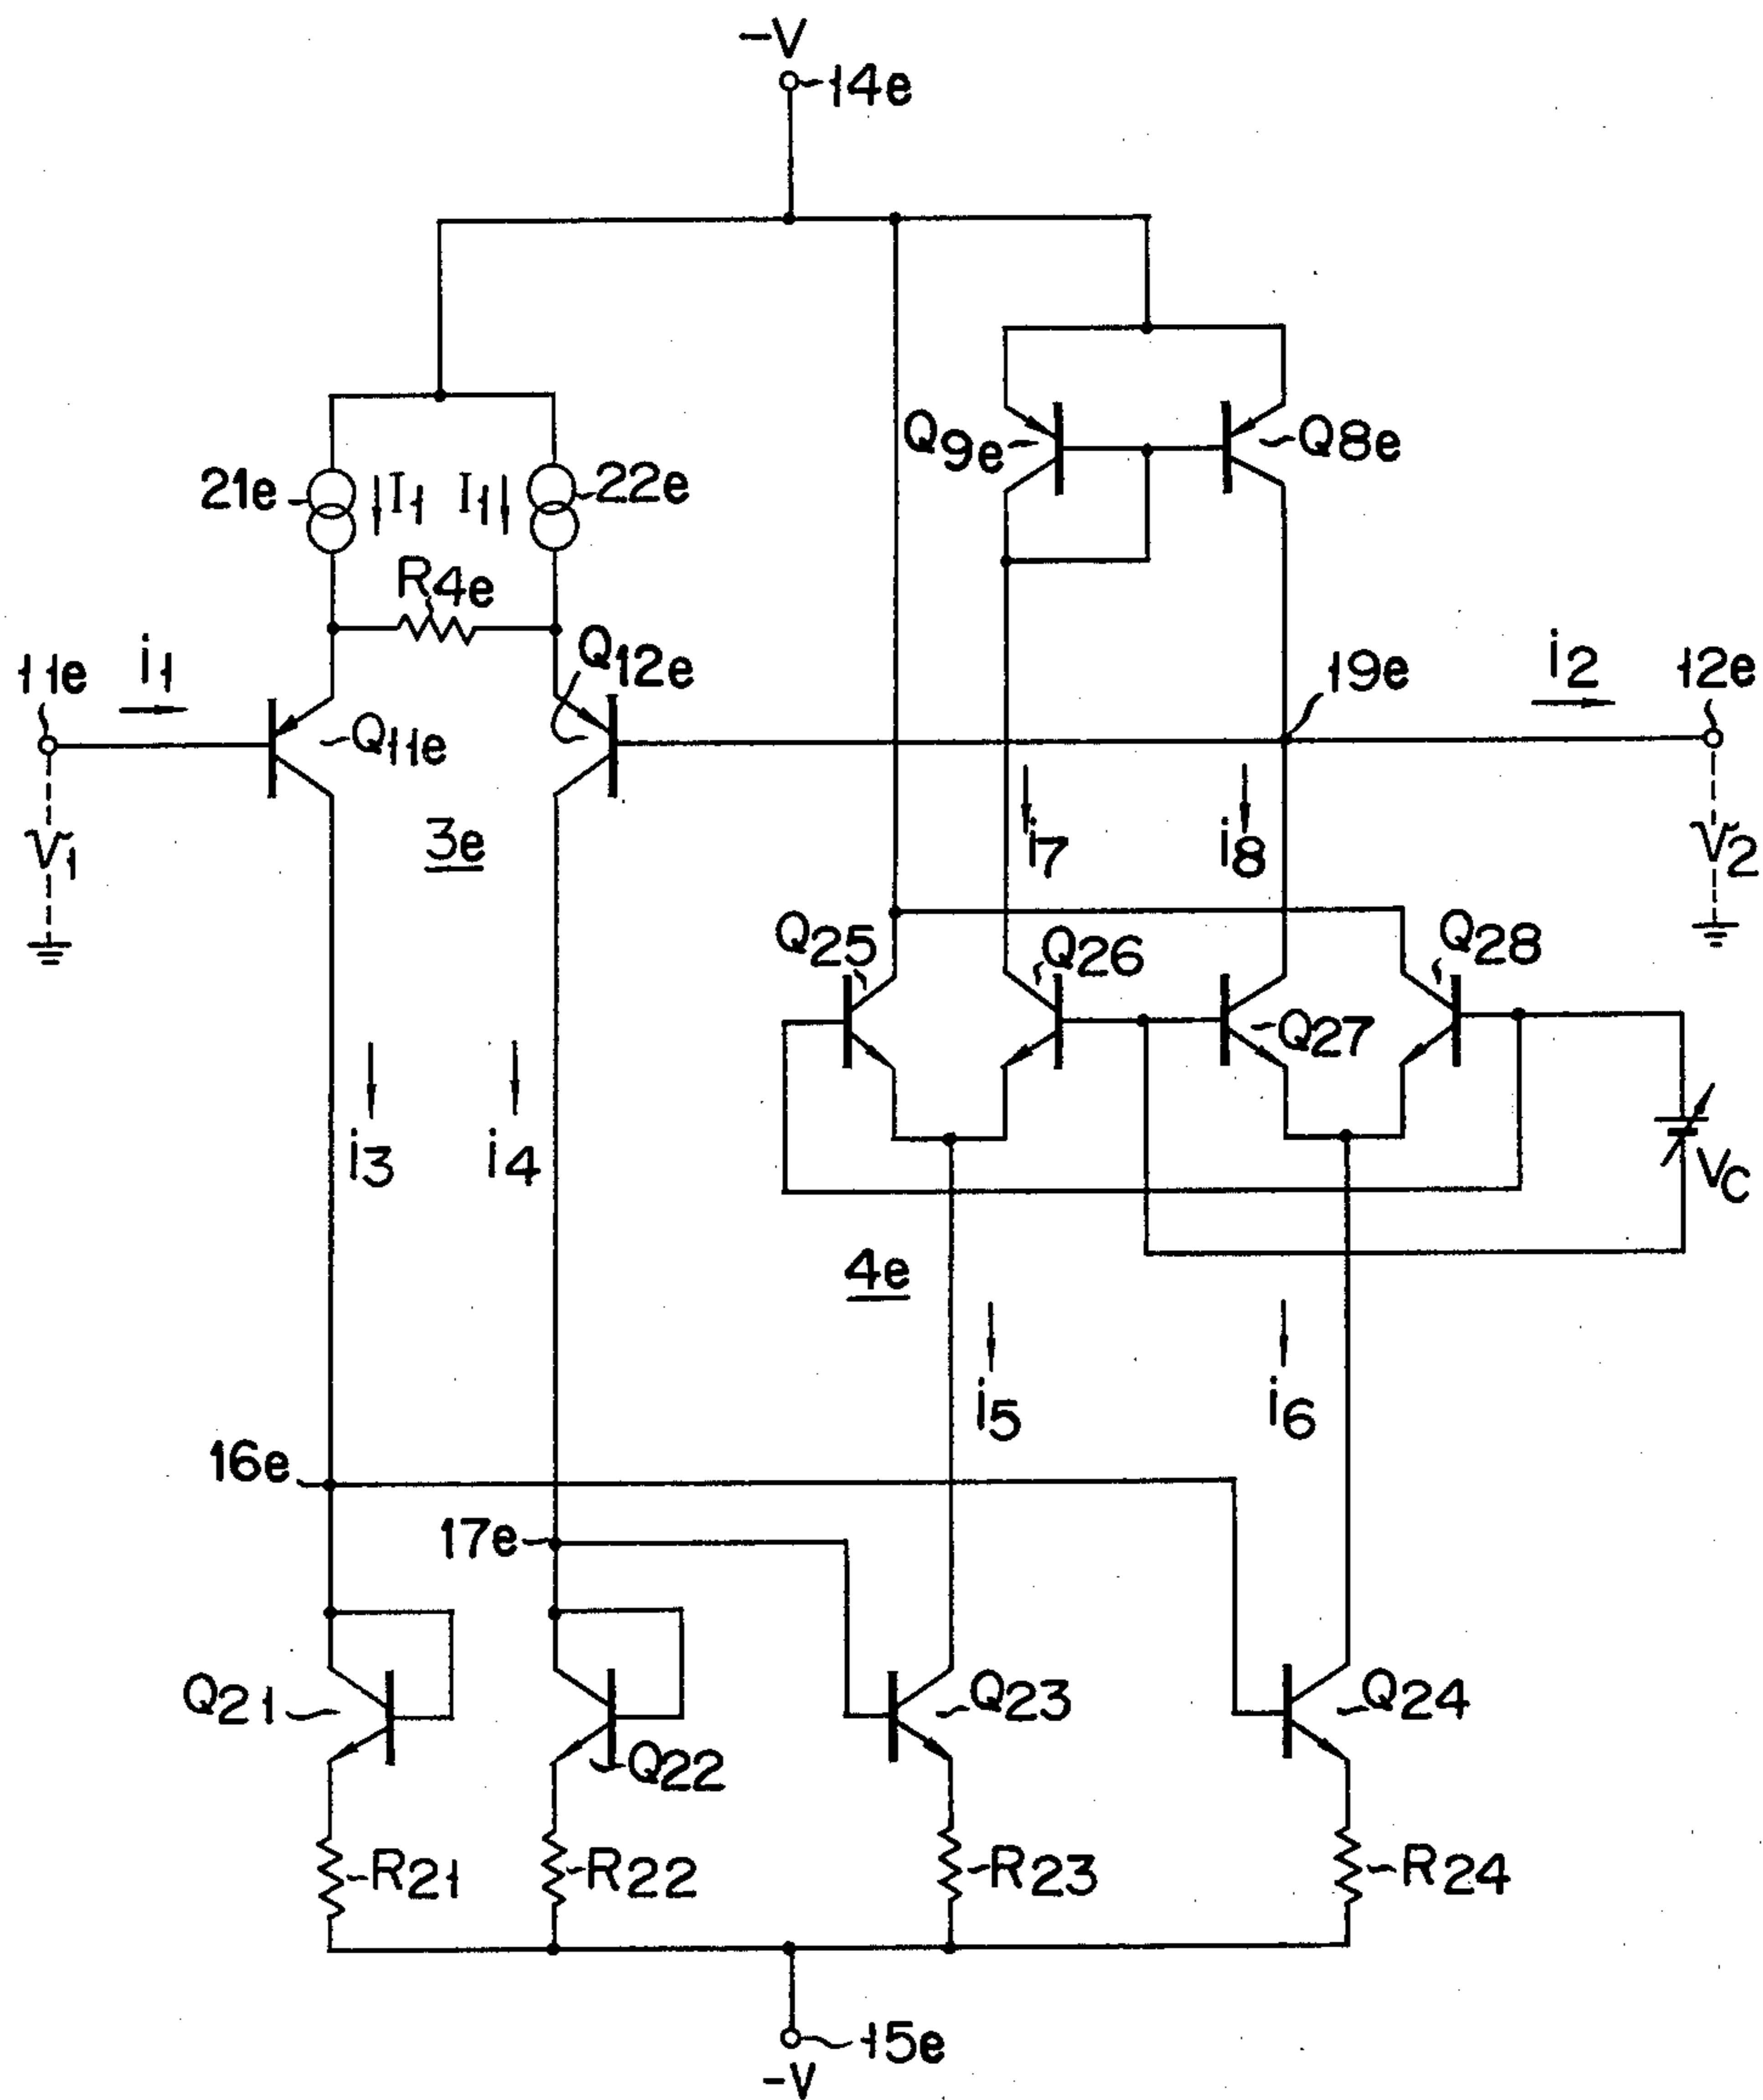 -V
14e
21e
I1
I1
22e
R4e
Q9e
Q8e
11e
i1
Q11e
Q12e
19e
i2
12e
V1
3e
i7
i8
V2
Q25
Q26
Q27
Q28
i3
i4
VC
4e
i5
i6
16e
17e
Q21
Q22
Q23
Q24
R21
R22
R23
R24
15e
-V